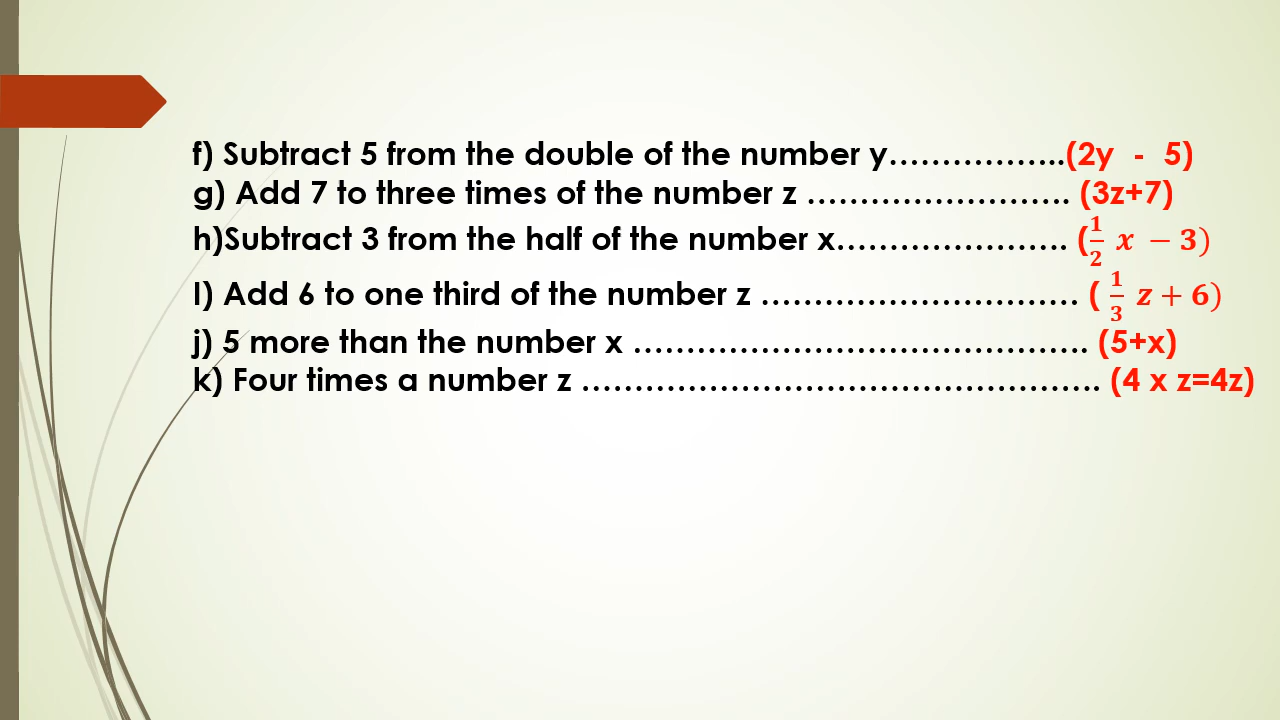 f) Subtract 5 from the double of the number y……………..(2y - 5)
g) Add 7 to three times of the number z ……………………. (3z+7)
h)Subtract 3 from the half of the number x…………………. (1/2 x − 3)
I) Add 6 to one third of the number z ………………………… ( 1/3 z + 6)
j) 5 more than the number x ……………………………………. (5+x)
k) Four times a number z …………………………………………. (4 x z=4z)